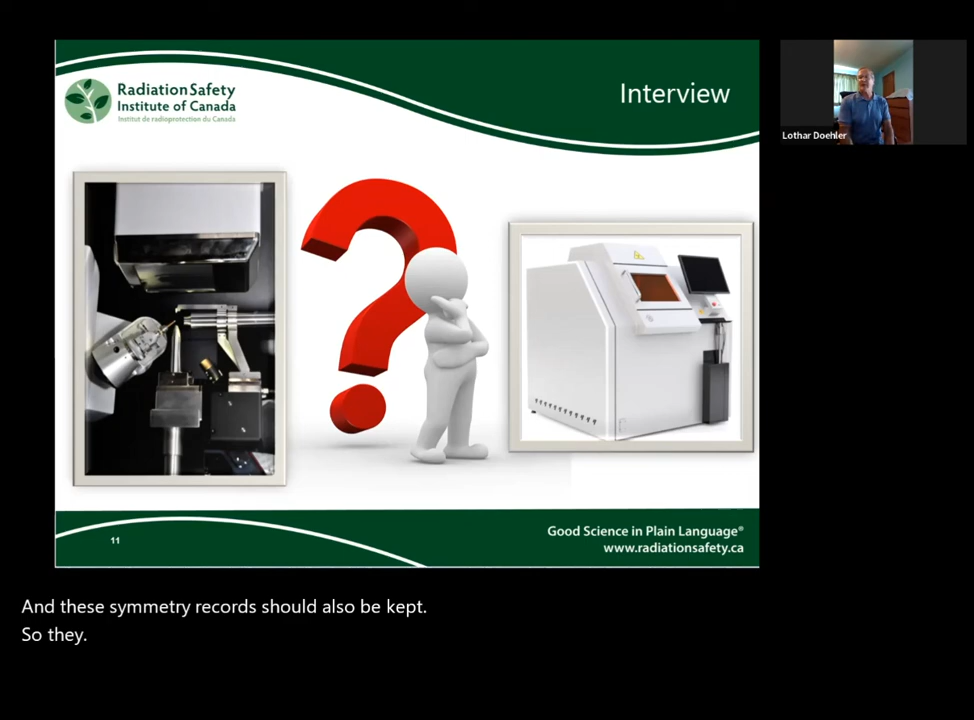 Radiation Safety
Institute of Canada
Institut de radioprotection du Canada
Interview
Lothar Doehler
11
Good Science in Plain Language®
www.radiationsafety.ca
And these symmetry records should also be kept.
So they.